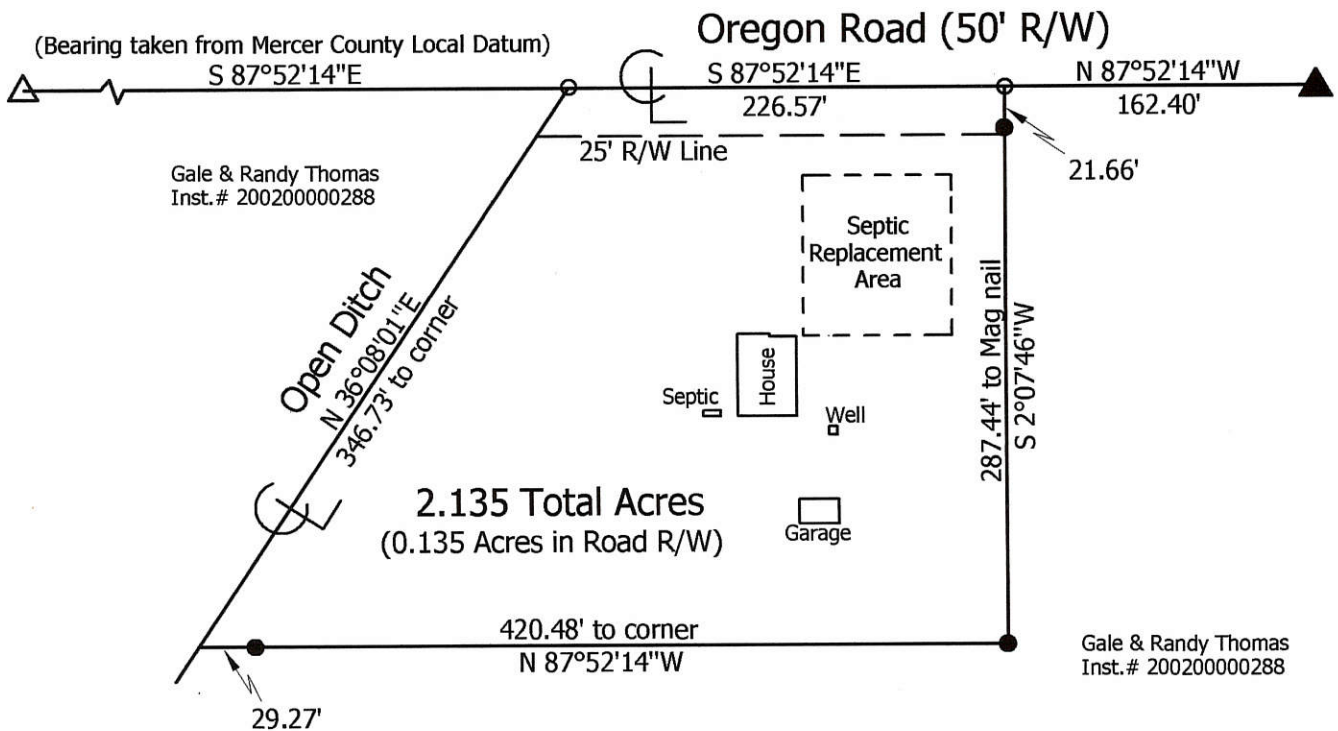 Oregon Road (50' R/W)
(Bearing taken from Mercer County Local Datum)
S 87°52'14"E
S 87°52'14"E
226.57'
N 87°52'14"W
162.40'
25' R/W Line
21.66'
Gale & Randy Thomas
Inst.# 200200000288
Septic
Replacement
Area
Open Ditch
N 36°08'01"E
346.73' to corner
287.44' to Mag nail
S 2°07'46"W
House
Septic
Well
2.135 Total Acres
(0.135 Acres in Road R/W)
Garage
420.48' to corner
N 87°52'14"W
Gale & Randy Thomas
Inst.# 200200000288
29.27'